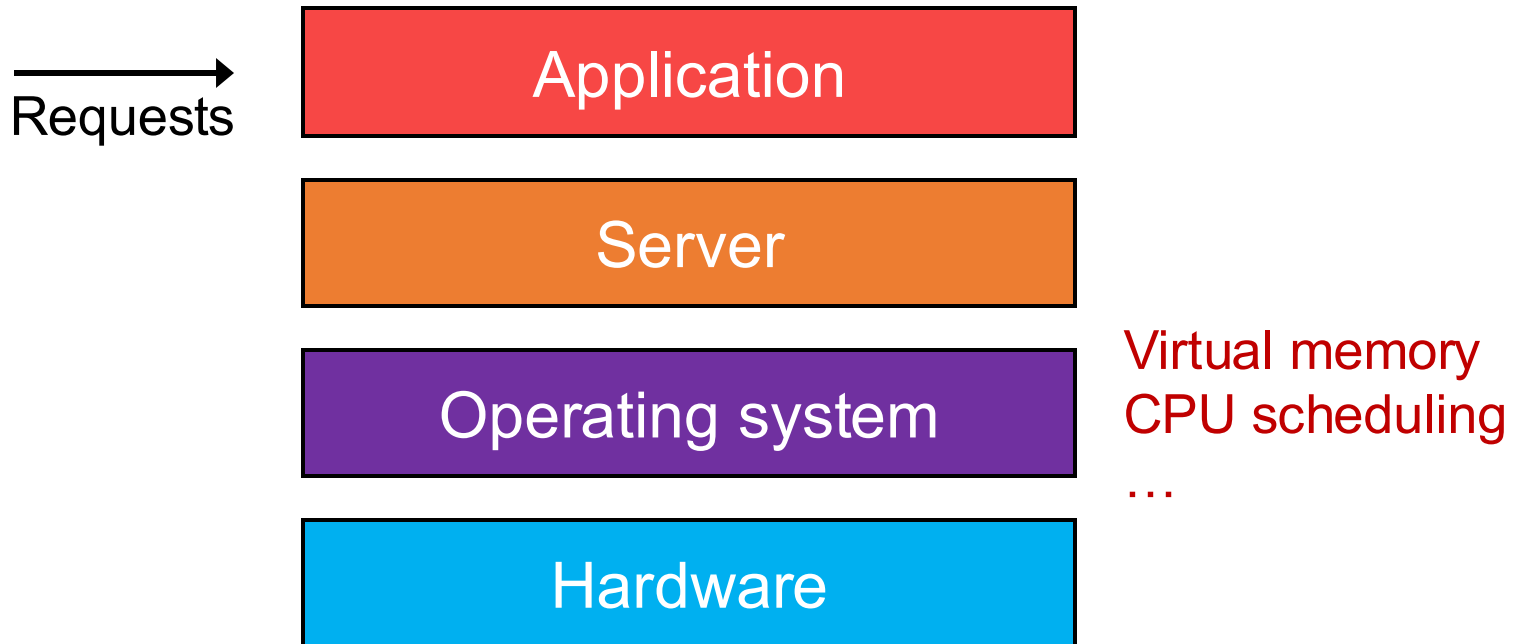 Application
Requests
Server
Virtual memory
CPU scheduling
Operating system
…
Hardware